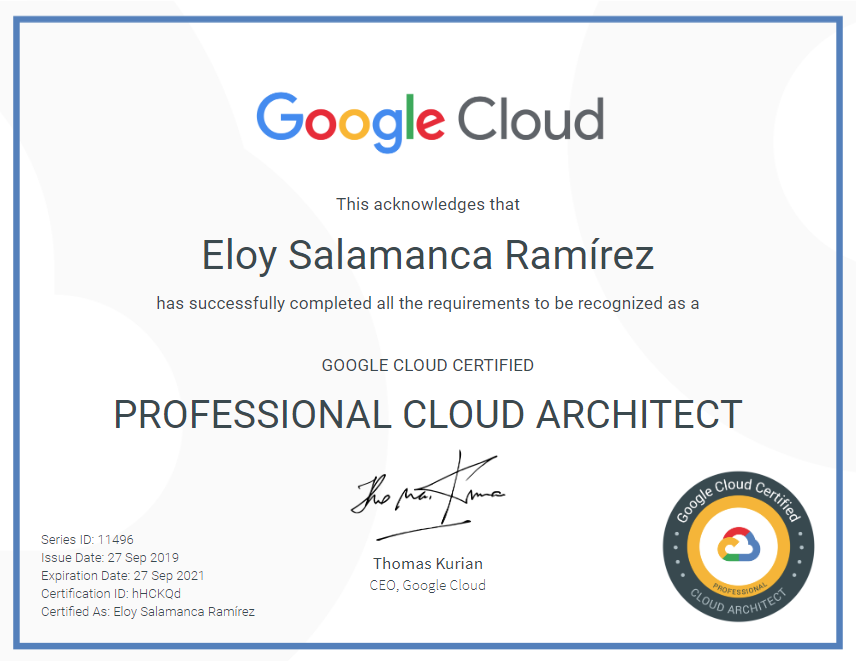 Google Cloud
This acknowledges that
Eloy Salamanca Ramírez
has successfully completed all the requirements to be recognized as a
GOOGLE CLOUD CERTIFIED
PROFESSIONAL CLOUD ARCHITECT
Thomas Kurian
Thomas Kurian
CEO, Google Cloud
Series ID: 11496
Issue Date: 27 Sep 2019
Expiration Date: 27 Sep 2021
Certification ID: hHCKQd
Certified As: Eloy Salamanca Ramírez
Google Cloud Certified
PROFESSIONAL
CLOUD ARCHITECT